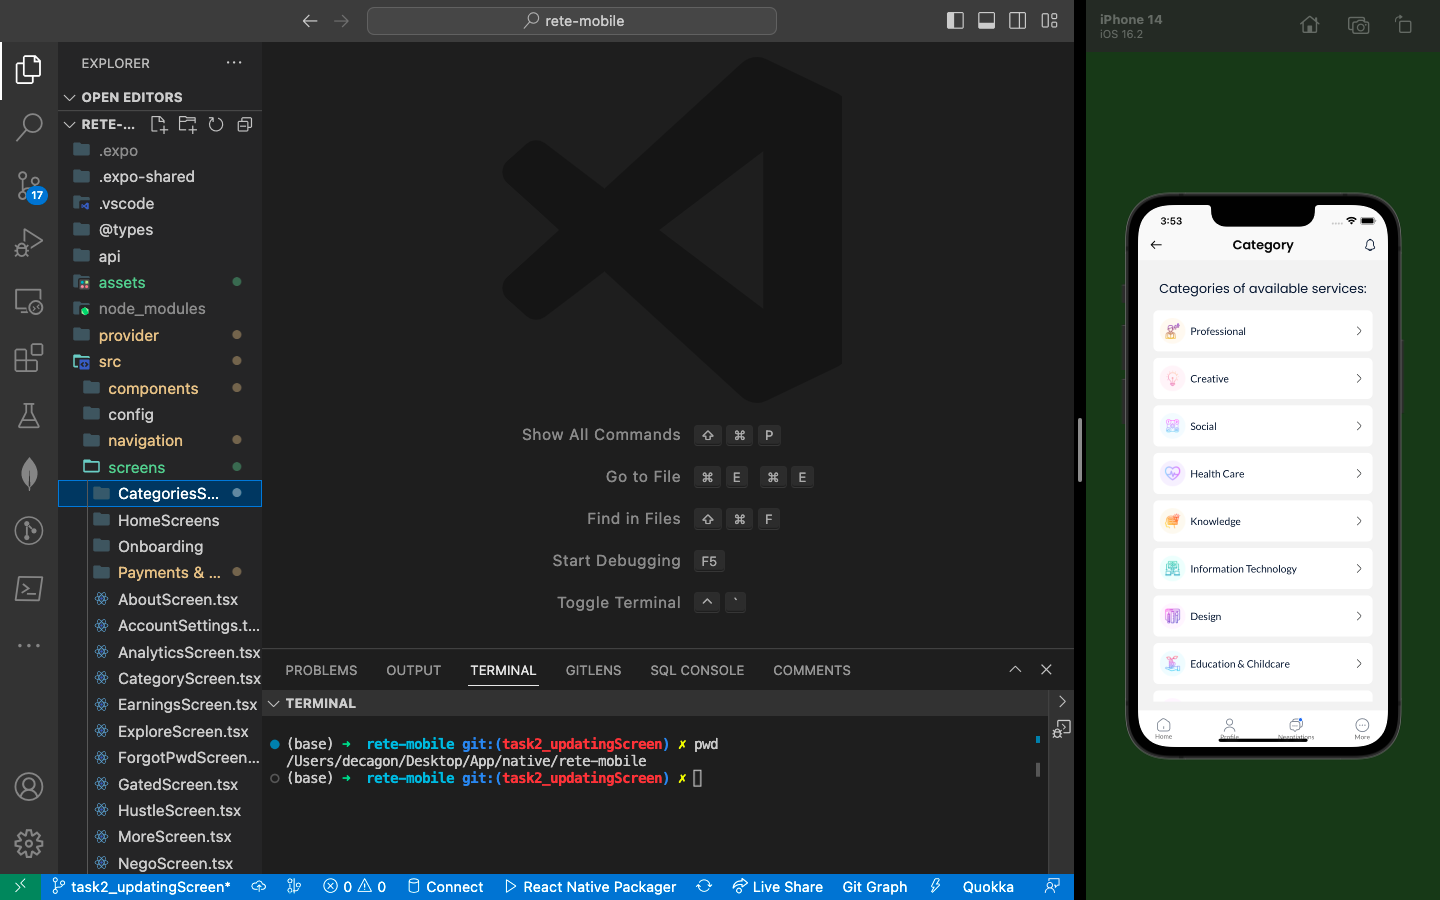 rete-mobile
EXPLORER
OPEN EDITORS
RETE-...
.expo
.expo-shared
.vscode
@types
api
assets
node_modules
provider
src
components
config
navigation
screens
CategoriesS...
HomeScreens
Onboarding
Payments & ...
AboutScreen.tsx
AccountSettings.t...
AnalyticsScreen.tsx
CategoryScreen.tsx
EarningsScreen.tsx
ExploreScreen.tsx
ForgotPwdScreen...
GatedScreen.tsx
HustleScreen.tsx
MoreScreen.tsx
NegoScreen.tsx
17
Show All Commands ⇧ ⌘ P
Go to File ⌘ E ⌘ E
Find in Files ⇧ ⌘ F
Start Debugging F5
Toggle Terminal ^ `
PROBLEMS OUTPUT TERMINAL GITLENS SQL CONSOLE COMMENTS
TERMINAL
(base) ➜ rete-mobile git:(task2_updatingScreen) ✗ pwd
/Users/decagon/Desktop/App/native/rete-mobile
(base) ➜ rete-mobile git:(task2_updatingScreen) ✗
task2_updatingScreen* 0 0 Connect React Native Packager Live Share Git Graph Quokka
iPhone 14
iOS 16.2
3:53
Category
Categories of available services:
Professional
Creative
Social
Health Care
Knowledge
Information Technology
Design
Education & Childcare
Home Profile Negotiations More